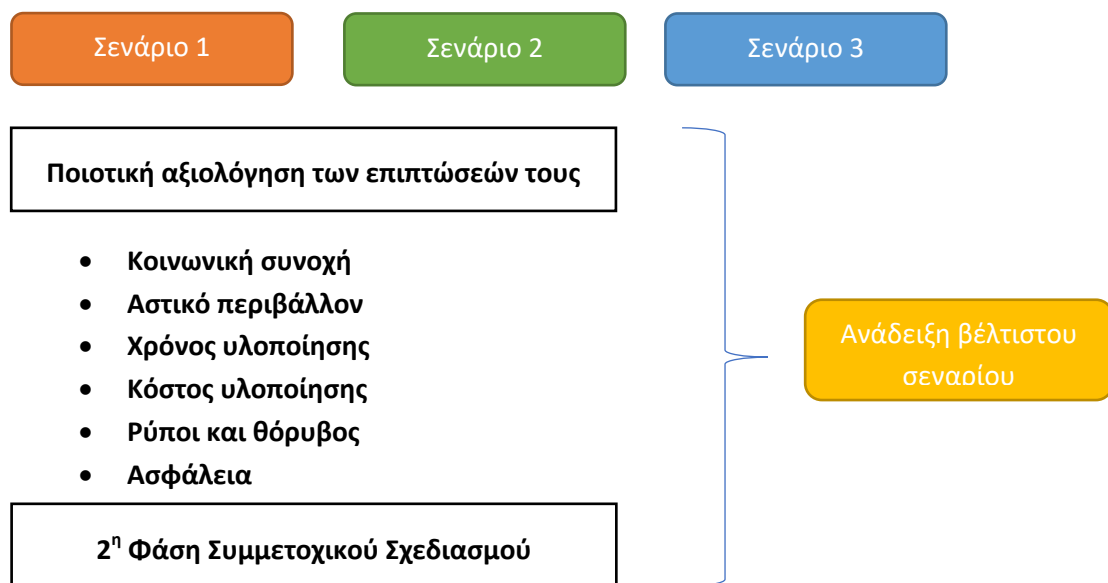 Σενάριο 1
Σενάριο 2
Σενάριο 3
Ποιοτική αξιολόγηση των επιπτώσεών τους
• Κοινωνική συνοχή
• Αστικό περιβάλλον
• Χρόνος υλοποίησης
• Κόστος υλοποίησης
• Ρύποι και θόρυβος
• Ασφάλεια
2η Φάση Συμμετοχικού Σχεδιασμού
Ανάδειξη βέλτιστου
σεναρίου